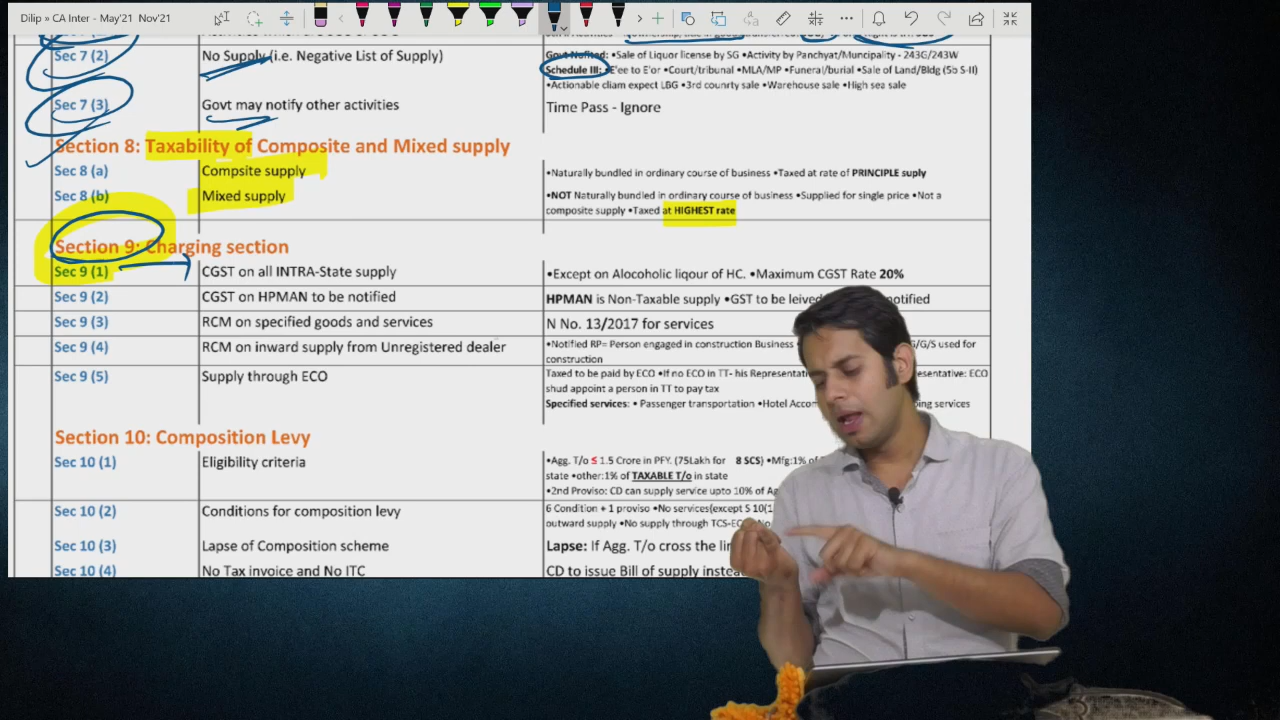 Dilip » CA Inter - May'21 Nov'21
Sec 7 (2) No Supply (i.e. Negative List of Supply) Govt Nofited: •Sale of Liquor license by SG •Activity by Panchyat/Muncipality - 243G/243W
Schedule III: •E'ee to E'or •Court/tribunal •MLA/MP •Funeral/burial •Sale of Land/Bldg (5b S-II)
Actionable cliam expect LBG •3rd counrty sale •Warehouse sale •High sea sale
Sec 7 (3) Govt may notify other activities Time Pass - Ignore
Section 8: Taxability of Composite and Mixed supply
Sec 8 (a) Compsite supply •Naturally bundled in ordinary course of business •Taxed at rate of PRINCIPLE suply
Sec 8 (b) Mixed supply •NOT Naturally bundled in ordinary course of business •Supplied for single price •Not a
composite supply •Taxed at HIGHEST rate
Section 9: Charging section
Sec 9 (1) CGST on all INTRA-State supply •Except on Alocoholic liqour of HC. •Maximum CGST Rate 20%
Sec 9 (2) CGST on HPMAN to be notified HPMAN is Non-Taxable supply •GST to be leived notified
Sec 9 (3) RCM on specified goods and services N No. 13/2017 for services
Sec 9 (4) RCM on inward supply from Unregistered dealer •Notified RP= Person engaged in construction Business G/G/S used for
construction
Sec 9 (5) Supply through ECO Taxed to be paid by ECO •If no ECO in TT- his Representa esentative: ECO
shud appoint a person in TT to pay tax
Specified services: • Passenger transportation •Hotel Accom ing services
Section 10: Composition Levy
Sec 10 (1) Eligibility criteria •Agg. T/o ≤ 1.5 Crore in PFY. (75Lakh for 8 SCS) •Mfg:1% of
state •other:1% of TAXABLE T/o in state
•2nd Proviso: CD can supply service upto 10% of Ag
Sec 10 (2) Conditions for composition levy 6 Condition + 1 proviso •No services(except S 10(1
outward supply •No supply through TCS-ECO •No
Sec 10 (3) Lapse of Composition scheme Lapse: If Agg. T/o cross the lim
Sec 10 (4) No Tax invoice and No ITC CD to issue Bill of supply instea